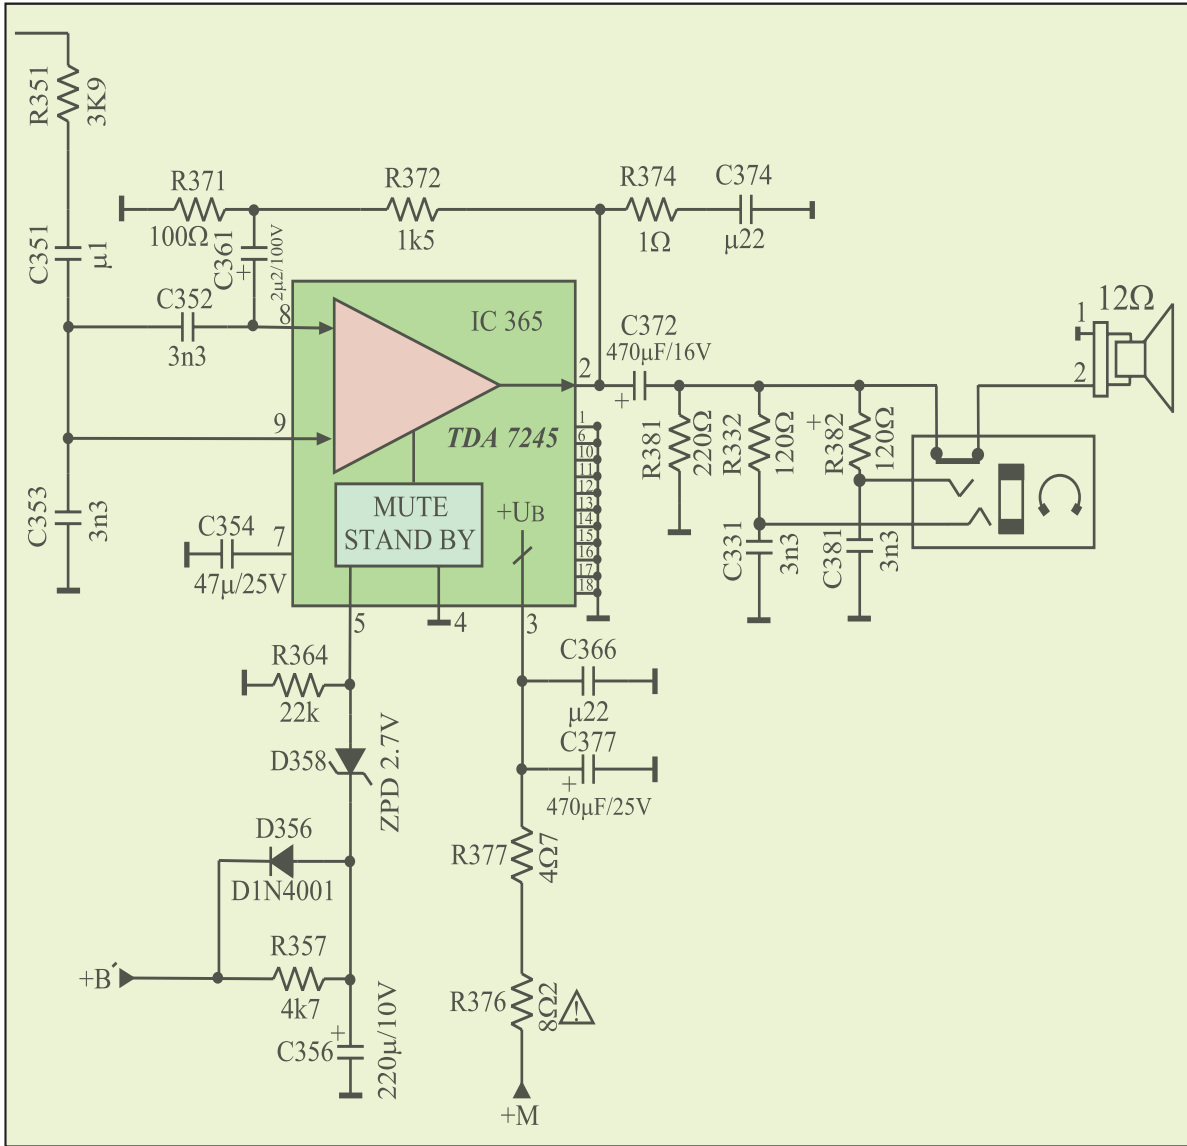 R351
3K9
C351
µ1
R371
100Ω
C361
+
2µ2/100V
R372
1k5
R374
1Ω
C374
µ22
C352
3n3
8
IC 365
9
TDA 7245
MUTE
STAND BY
+UB
2
1
6
10
11
12
13
14
15
16
17
18
C372
470µF/16V
+
R381
220Ω
R332
120Ω
+
R382
120Ω
12Ω
1
2
C331
3n3
C381
3n3
C353
3n3
C354
47µ/25V
7
5
4
3
R364
22k
C366
µ22
D358
ZPD 2.7V
C377
+
470µF/25V
D356
D1N4001
R377
4Ω7
+B´
R357
4k7
R376
8Ω2
!
+
C356
220µ/10V
+M